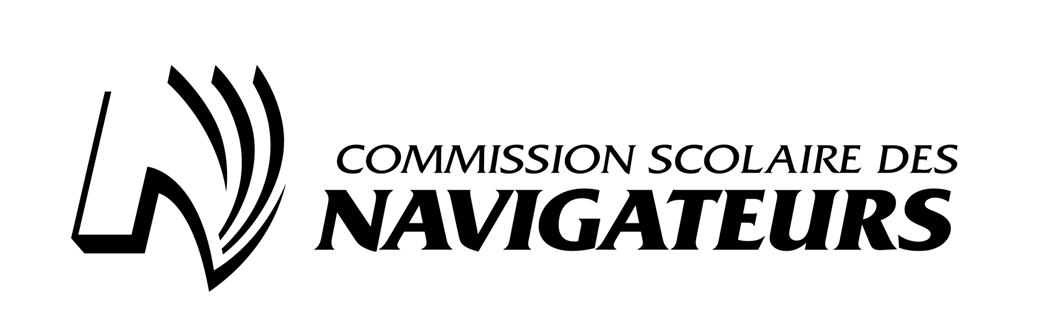 COMMISSION SCOLAIRE DES
NAVIGATEURS